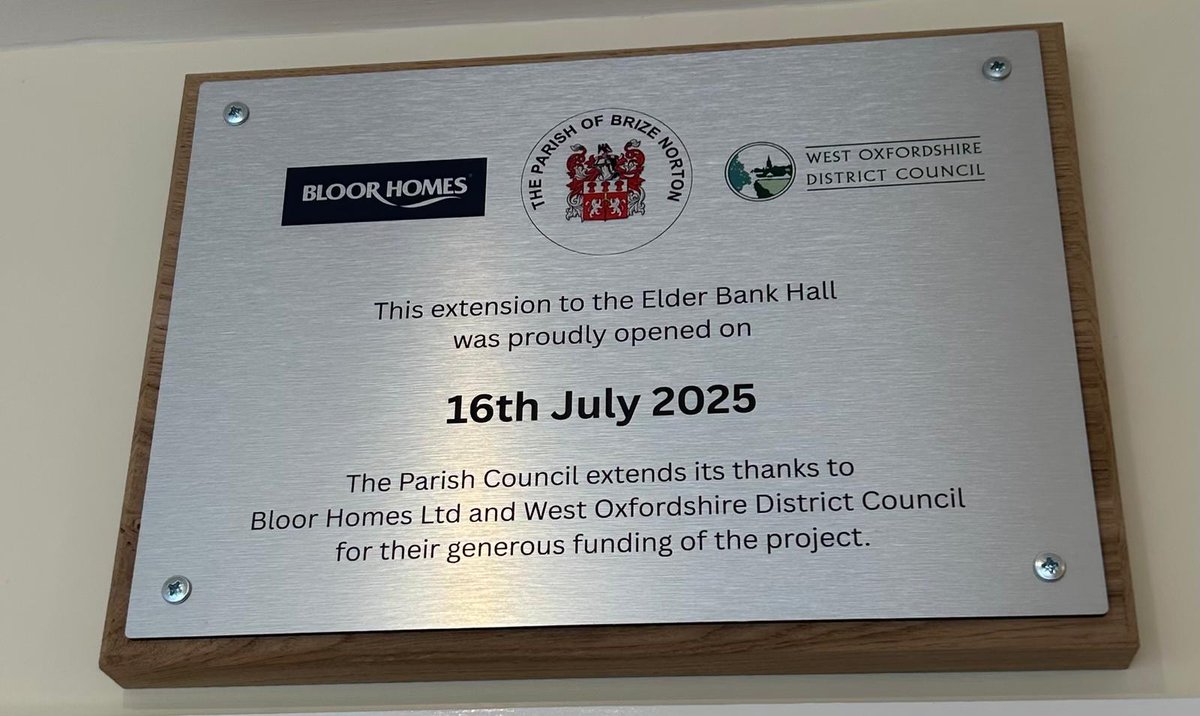 BLOOR HOMES
THE PARISH OF BRIZE NORTON
WEST OXFORDSHIRE
DISTRICT COUNCIL
This extension to the Elder Bank Hall
was proudly opened on
16th July 2025
The Parish Council extends its thanks to
Bloor Homes Ltd and West Oxfordshire District Council
for their generous funding of the project.